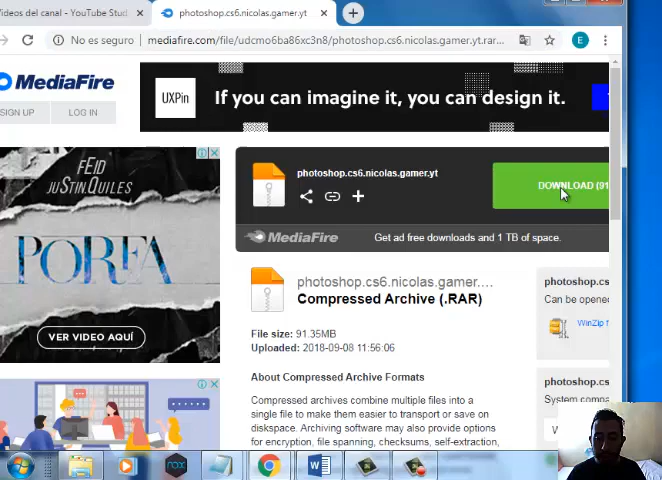 Videos del canal - YouTube Stud
photoshop.cs6.nicolas.gamer.yt
No es seguro
mediafire.com/file/udcmo6ba86xc3n8/photoshop.cs6.nicolas.gamer.yt.rar...
E
MediaFire
SIGN UP
LOG IN
UXPin
If you can imagine it, you can design it.
FEID
JUSTIN QUILES
PORFA
VER VIDEO AQUÍ
photoshop.cs6.nicolas.gamer.yt
DOWNLOAD (91
MediaFire
Get ad free downloads and 1 TB of space.
photoshop.cs6.nicolas.gamer....
Compressed Archive (.RAR)
File size: 91.35MB
Uploaded: 2018-09-08 11:56:06
About Compressed Archive Formats
Compressed archives combine multiple files into a
single file to make them easier to transport or save on
diskspace. Archiving software may also provide options
for encryption, file spanning, checksums, self-extraction,
photoshop.cs
Can be opened
WinZip f
photoshop.cs
System compa
W
nox
W